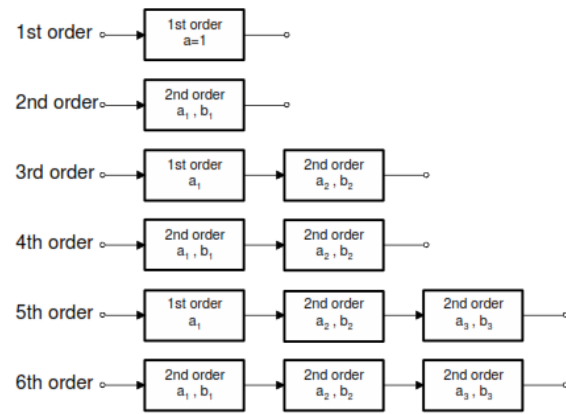 1st order
1st order
a=1
2nd order
2nd order
a₁ , b₁
3rd order
1st order
a₁
2nd order
a₂ , b₂
4th order
2nd order
a₁ , b₁
2nd order
a₂ , b₂
5th order
1st order
a₁
2nd order
a₂ , b₂
2nd order
a₃ , b₃
6th order
2nd order
a₁ , b₁
2nd order
a₂ , b₂
2nd order
a₃ , b₃